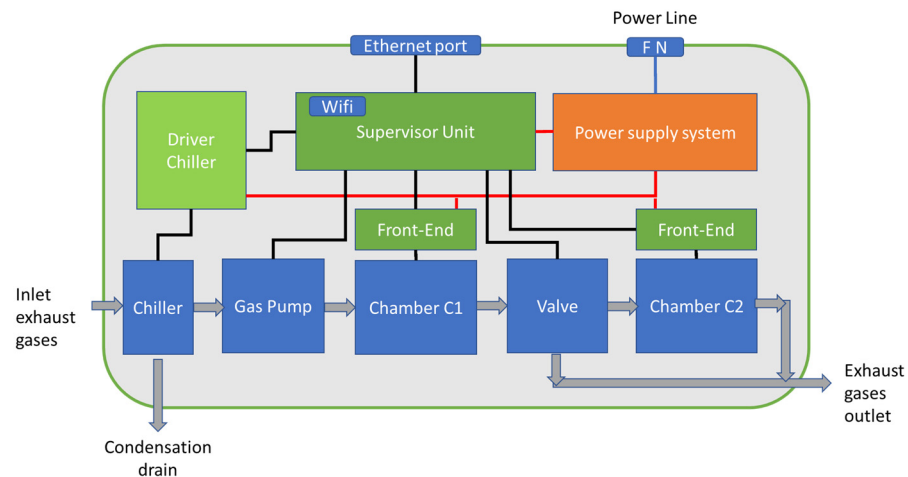 Power Line
Ethernet port
F N
Wifi
Supervisor Unit
Power supply system
Driver
Chiller
Front-End
Front-End
Inlet
exhaust
gases
Chiller
Gas Pump
Chamber C1
Valve
Chamber C2
Exhaust
gases
outlet
Condensation
drain